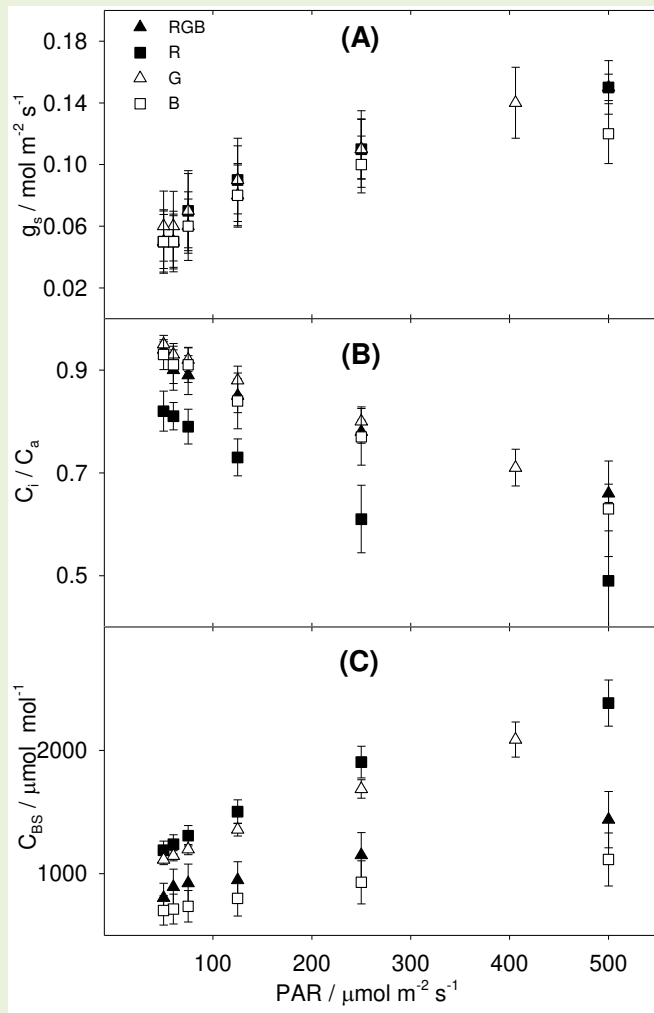 (A)
RGB
R
G
B
0.18
0.14
0.10
0.06
0.02
g_s / mol m^-2 s^-1
(B)
0.9
0.7
0.5
C_i / C_a
(C)
2000
1000
C_BS / μmol mol^-1
100 200 300 400 500
PAR / μmol m^-2 s^-1